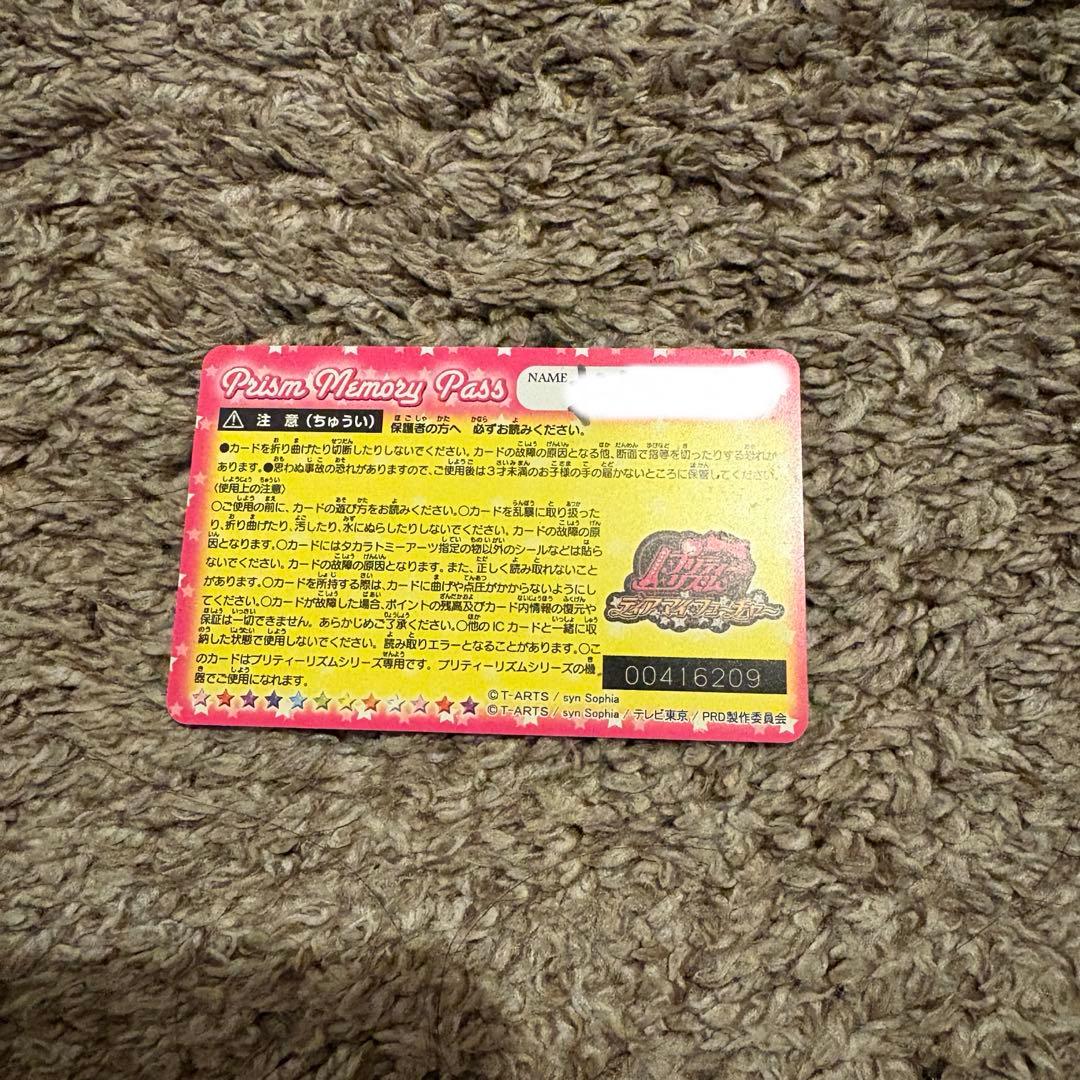 Prism Memory Pass
NAME
注 意（ちゅうい） 保護者の方へ 必ずお読みください。
●カードを折り曲げたり切断したりしないでください。カードの故障の原因となる他、断面で指等を切ったりする恐れが
あります。●思わぬ事故の恐れがありますので、ご使用後は3才未満のお子様の手の届かないところに保管してください。
〈使用上の注意〉
○ご使用の前に、カードの遊び方をお読みください。○カードを乱暴に取り扱った
り、折り曲げたり、汚したり、水にぬらしたりしないでください。カードの故障の原
因となります。○カードにはタカラトミーアーツ指定の物以外のシールなどは貼ら
ないでください。カードの故障の原因となります。また、正しく読み取れないこと
があります。○カードを所持する際は、カードに曲げや点圧がかからないようにし
てください。○カードが故障した場合、ポイントの残高及びカード内情報の復元や
保証は一切できません。あらかじめご了承ください。○他のICカードと一緒に収
納した状態で使用しないでください。読み取りエラーとなることがあります。○こ
のカードはプリティーリズムシリーズ専用です。プリティーリズムシリーズの機
器でご使用になれます。
プリティー
リズム
ディアマイフューチャー
00416209
©T-ARTS / syn Sophia
©T-ARTS / syn Sophia / テレビ東京 / PRD製作委員会